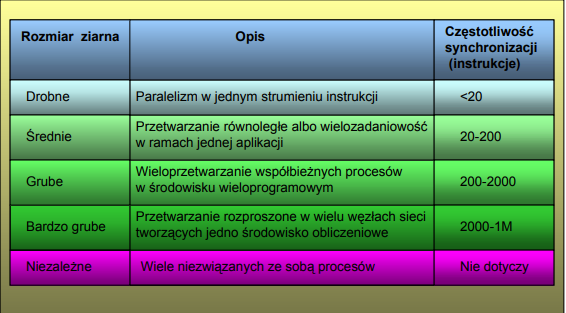 Rozmiar ziarna
Opis
Częstotliwość
synchronizacji
(instrukcje)
Drobne
Paralelizm w jednym strumieniu instrukcji
<20
Średnie
Przetwarzanie równoległe albo wielozadaniowość
w ramach jednej aplikacji
20-200
Grube
Wieloprzetwarzanie współbieżnych procesów
w środowisku wieloprogramowym
200-2000
Bardzo grube
Przetwarzanie rozproszone w wielu węzłach sieci
tworzących jedno środowisko obliczeniowe
2000-1M
Niezależne
Wiele niezwiązanych ze sobą procesów
Nie dotyczy